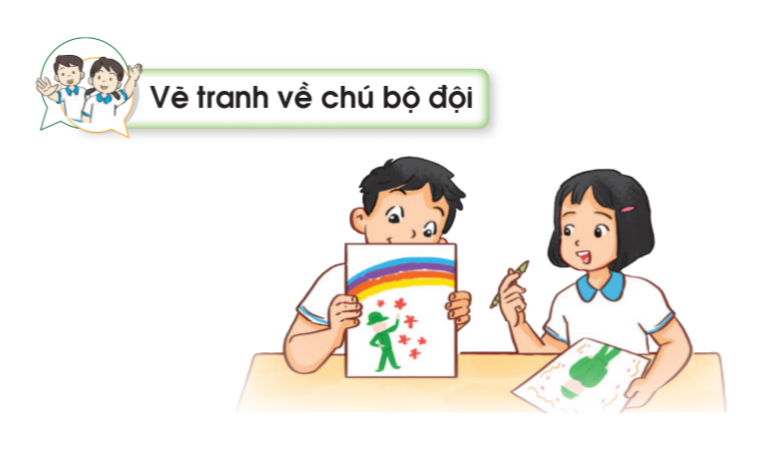 Vẽ tranh về chú bộ đội